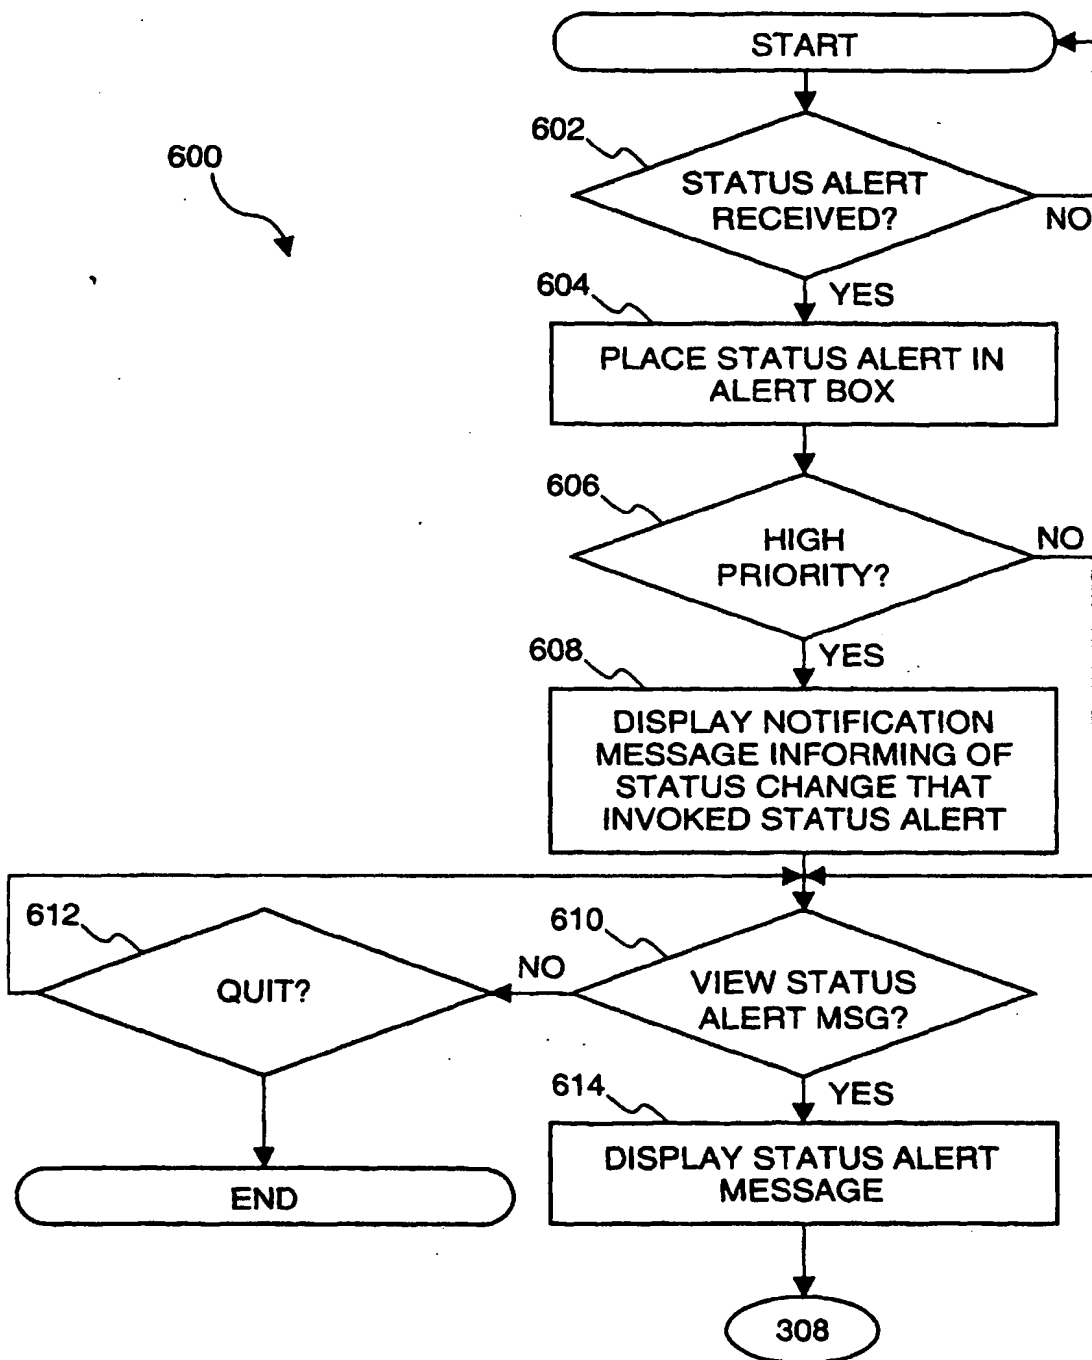 START
602
600
STATUS ALERT
RECEIVED?
NO
604
YES
PLACE STATUS ALERT IN
ALERT BOX
606
HIGH
PRIORITY?
NO
608
YES
DISPLAY NOTIFICATION
MESSAGE INFORMING OF
STATUS CHANGE THAT
INVOKED STATUS ALERT
612
610
QUIT?
NO
VIEW STATUS
ALERT MSG?
614
YES
DISPLAY STATUS ALERT
MESSAGE
END
308